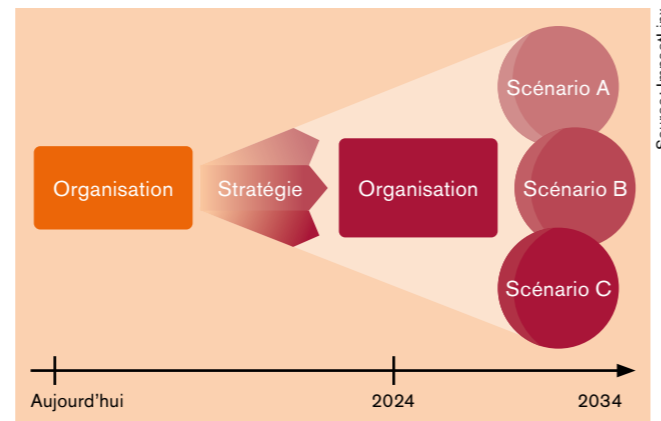 Scénario A
Organisation
Stratégie
Organisation
Scénario B
Scénario C
Aujourd'hui
2024
2034